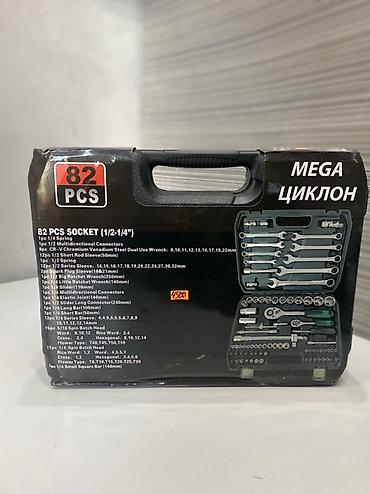 82
PCS
MEGA
ЦИКЛОН
82 PCS SOCKET (1/2-1/4")
1pc 1/4 Spring
1pc 1/2 Multidirectional Connectors
9pc CR-V Chromium Vanadium Steel Dual Use Wrench: 8,10,11,12,13,14,17,19,22mm
12pc 1/2 Short Rod Sleeve(50mm)
1pc 1/2 Spring
12pc 1/2 Series Sleeve: 14,15,16,17,18,19,20,22,24,27,30,32mm
2pc Spark Plug Sleeve(16&21mm)
1pc 1/2 Big Ratchet Wrench(250mm)
1pc 1/4 Little Ratchet Wrench(140mm)
1pc 1/4 Slider(110mm)
1pc 1/4 Multidirectional Connectors
1pc 1/4 Elastic Joint(140mm)
1pc 1/2 Slider Long Connector(240mm)
1pc 1/4 Long Bar(100mm)
1pc 1/4 Short Bar(50mm)
13pc 1/4 Series Sleeve: 4,4.5,5,5.5,6,7,8,9
10,11,12,13,14mm
15pc 5/16 Spin Batch Head
Word: 8,10,12 Rice Word: 3.4
Cross: 3,4 Hexagonal: 8,10,12,14
Flower Type: T40,T45,T50,T55
17pc 1/4 Spin Batch Head
Rice Word: 1,2 Word: 4,5.5,7
Cross: 1,2 Hexagonal: 3,4,5,6
Flower Type: T8,T10,T15,T20,T25,T30
1pc 1/4 Small Square Bar (140mm)
4500